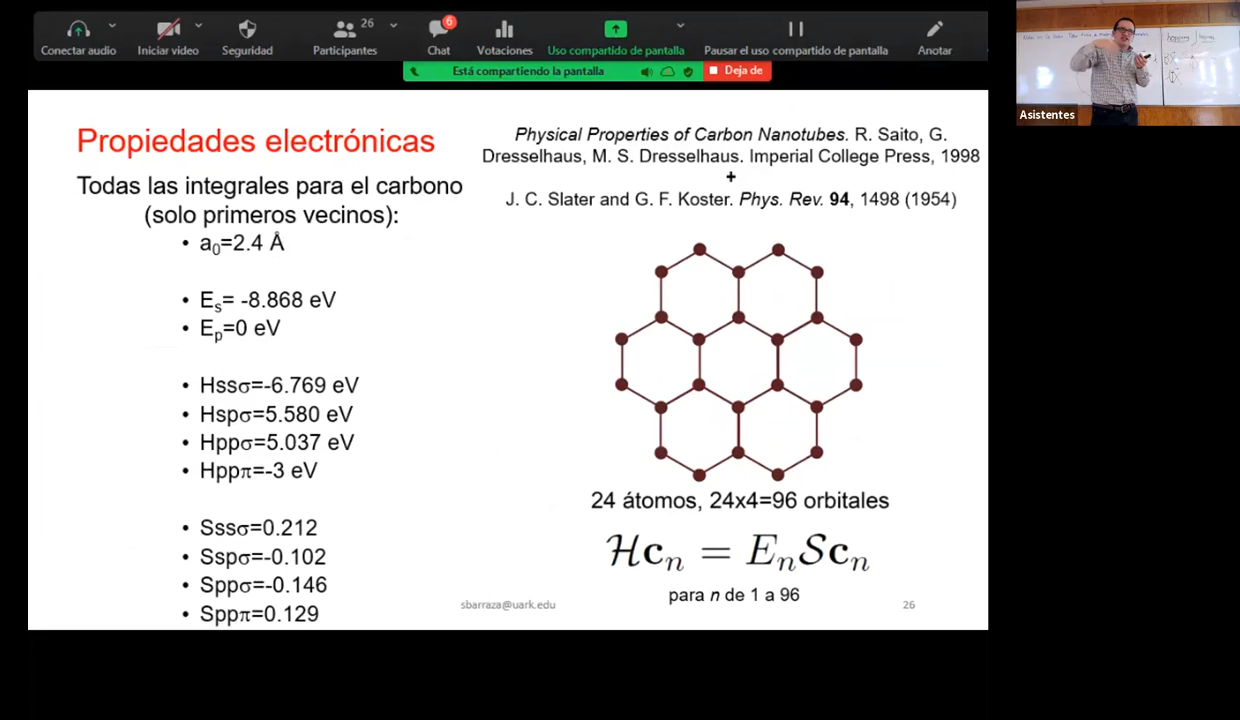 Conectar audio
Iniciar video
Seguridad
26
Participantes
6
Chat
Votaciones
Uso compartido de pantalla
Pausar el uso compartido de pantalla
Anotar
Está compartiendo la pantalla
Deja de
Asistentes
hopping
Propiedades electrónicas
Todas las integrales para el carbono
(solo primeros vecinos):
• a₀=2.4 Å
• Eₛ= -8.868 eV
• Eₚ=0 eV
• Hssσ=-6.769 eV
• Hspσ=5.580 eV
• Hppσ=5.037 eV
• Hppπ=-3 eV
• Sssσ=0.212
• Sspσ=-0.102
• Sppσ=-0.146
• Sppπ=0.129
Physical Properties of Carbon Nanotubes. R. Saito, G.
Dresselhaus, M. S. Dresselhaus. Imperial College Press, 1998
+
J. C. Slater and G. F. Koster. Phys. Rev. 94, 1498 (1954)
24 átomos, 24x4=96 orbitales
ℋcₙ = Eₙ𝒮cₙ
para n de 1 a 96
sbarraza@uark.edu
26